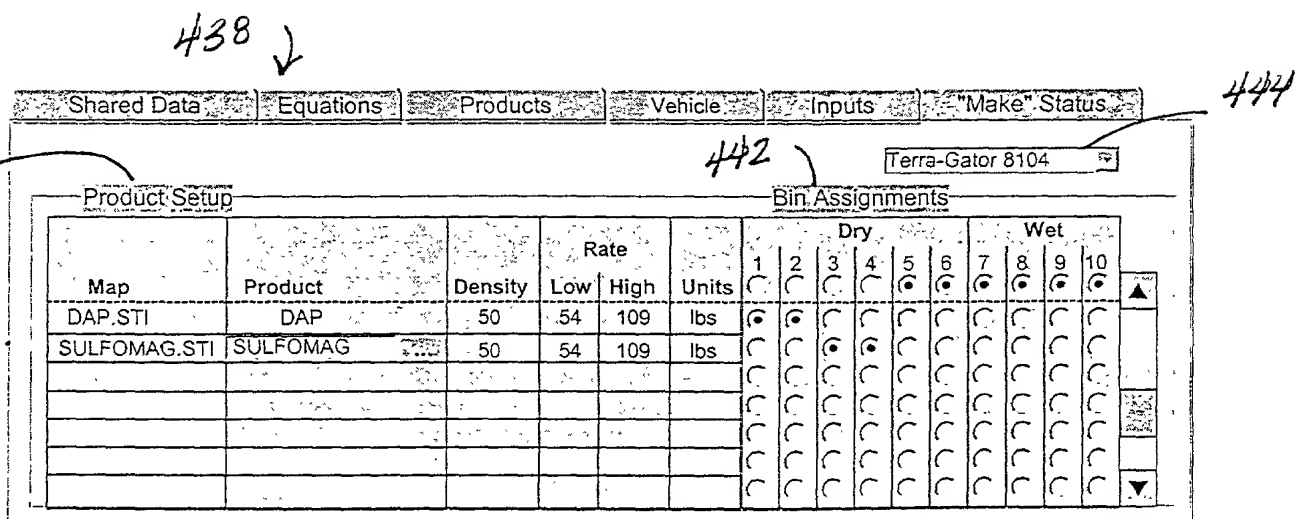 438
Shared Data Equations Products Vehicle Inputs "Make" Status
444
442
Terra-Gator 8104
Product Setup Bin Assignments
Dry Wet
Rate
1 2 3 4 5 6 7 8 9 10
Map Product Density Low High Units
DAP.STI DAP 50 54 109 lbs
SULFOMAG.STI SULFOMAG 50 54 109 lbs